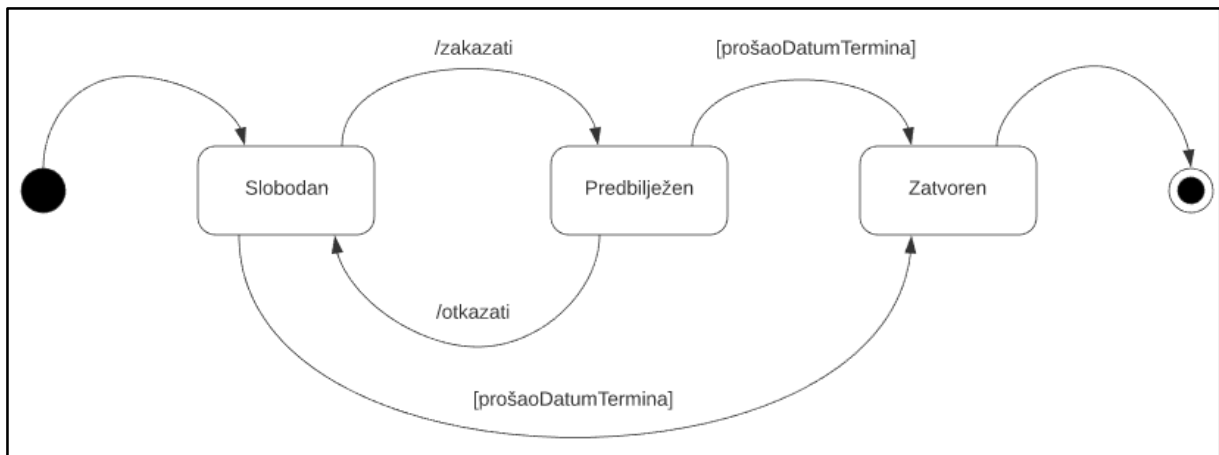 /zakazati
[prošaoDatumTermina]
Slobodan
Predbilježen
Zatvoren
/otkazati
[prošaoDatumTermina]